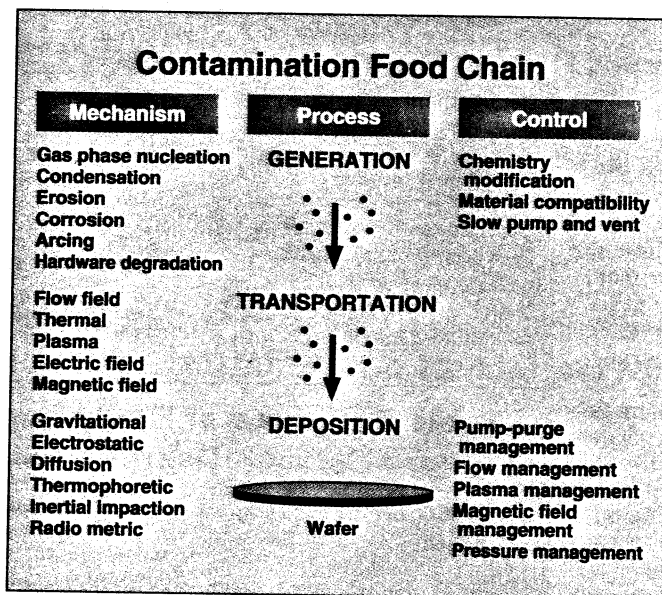 Contamination Food Chain
Mechanism
Process
Control
Gas phase nucleation
Condensation
Erosion
Corrosion
Arcing
Hardware degradation
GENERATION
Chemistry
modification
Material compatibility
Slow pump and vent
Flow field
Thermal
Plasma
Electric field
Magnetic field
TRANSPORTATION
Gravitational
Electrostatic
Diffusion
Thermophoretic
Inertial Impaction
Radio metric
DEPOSITION
Wafer
Pump-purge
management
Flow management
Plasma management
Magnetic field
management
Pressure management